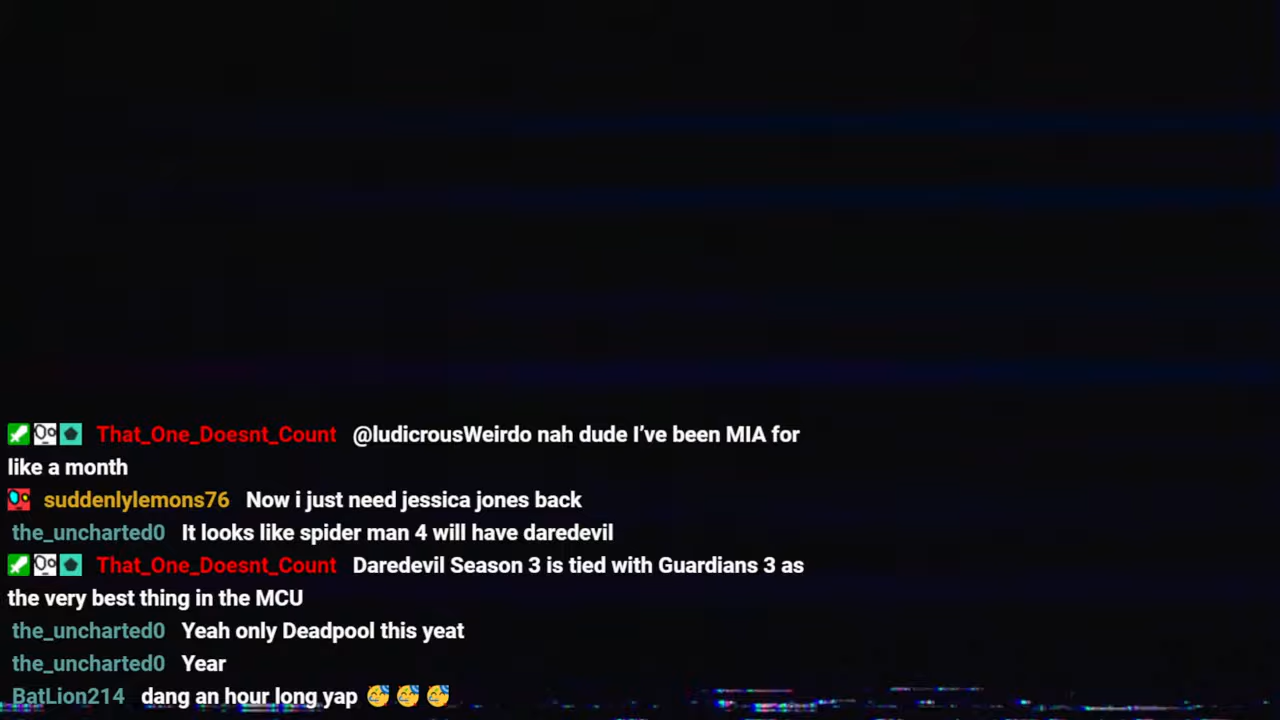 That_One_Doesnt_Count @ludicrousWeirdo nah dude I’ve been MIA for
like a month
suddenlylemons76 Now i just need jessica jones back
the_uncharted0 It looks like spider man 4 will have daredevil
That_One_Doesnt_Count Daredevil Season 3 is tied with Guardians 3 as
the very best thing in the MCU
the_uncharted0 Yeah only Deadpool this yeat
the_uncharted0 Year
BatLion214 dang an hour long yap 🥳 🥳 🥳